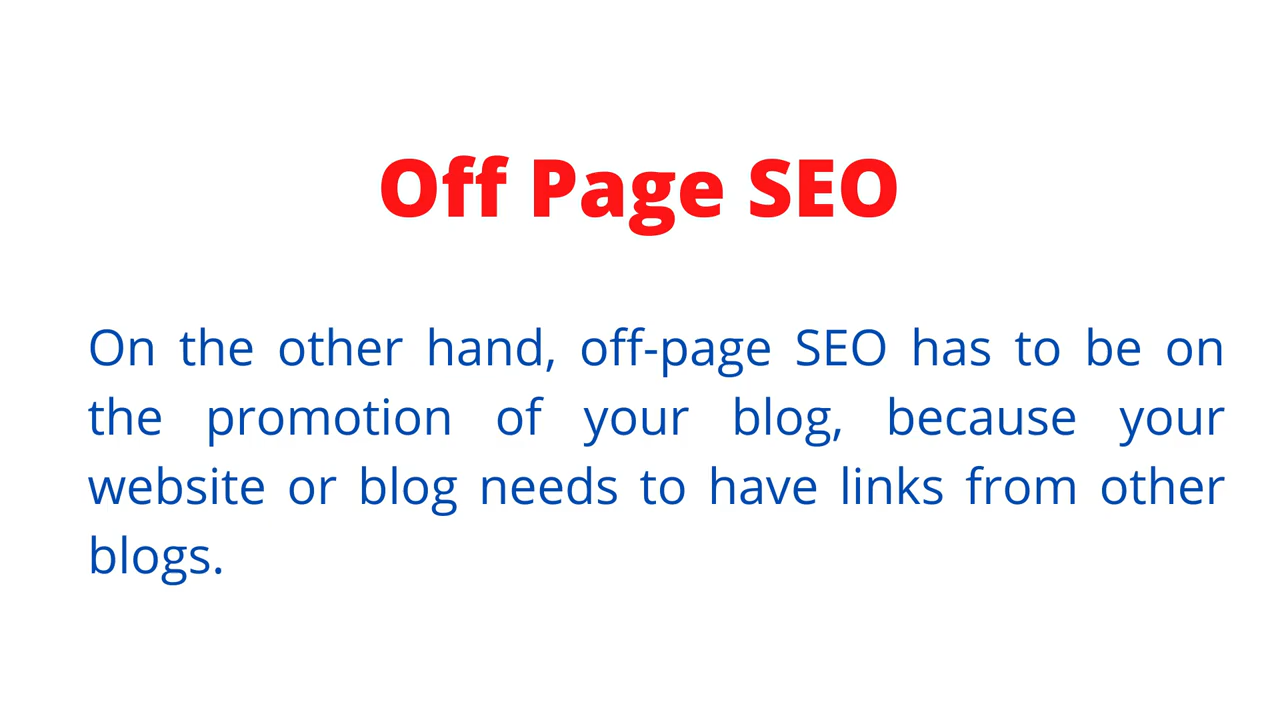 Off Page SEO
On the other hand, off-page SEO has to be on
the promotion of your blog, because your
website or blog needs to have links from other
blogs.